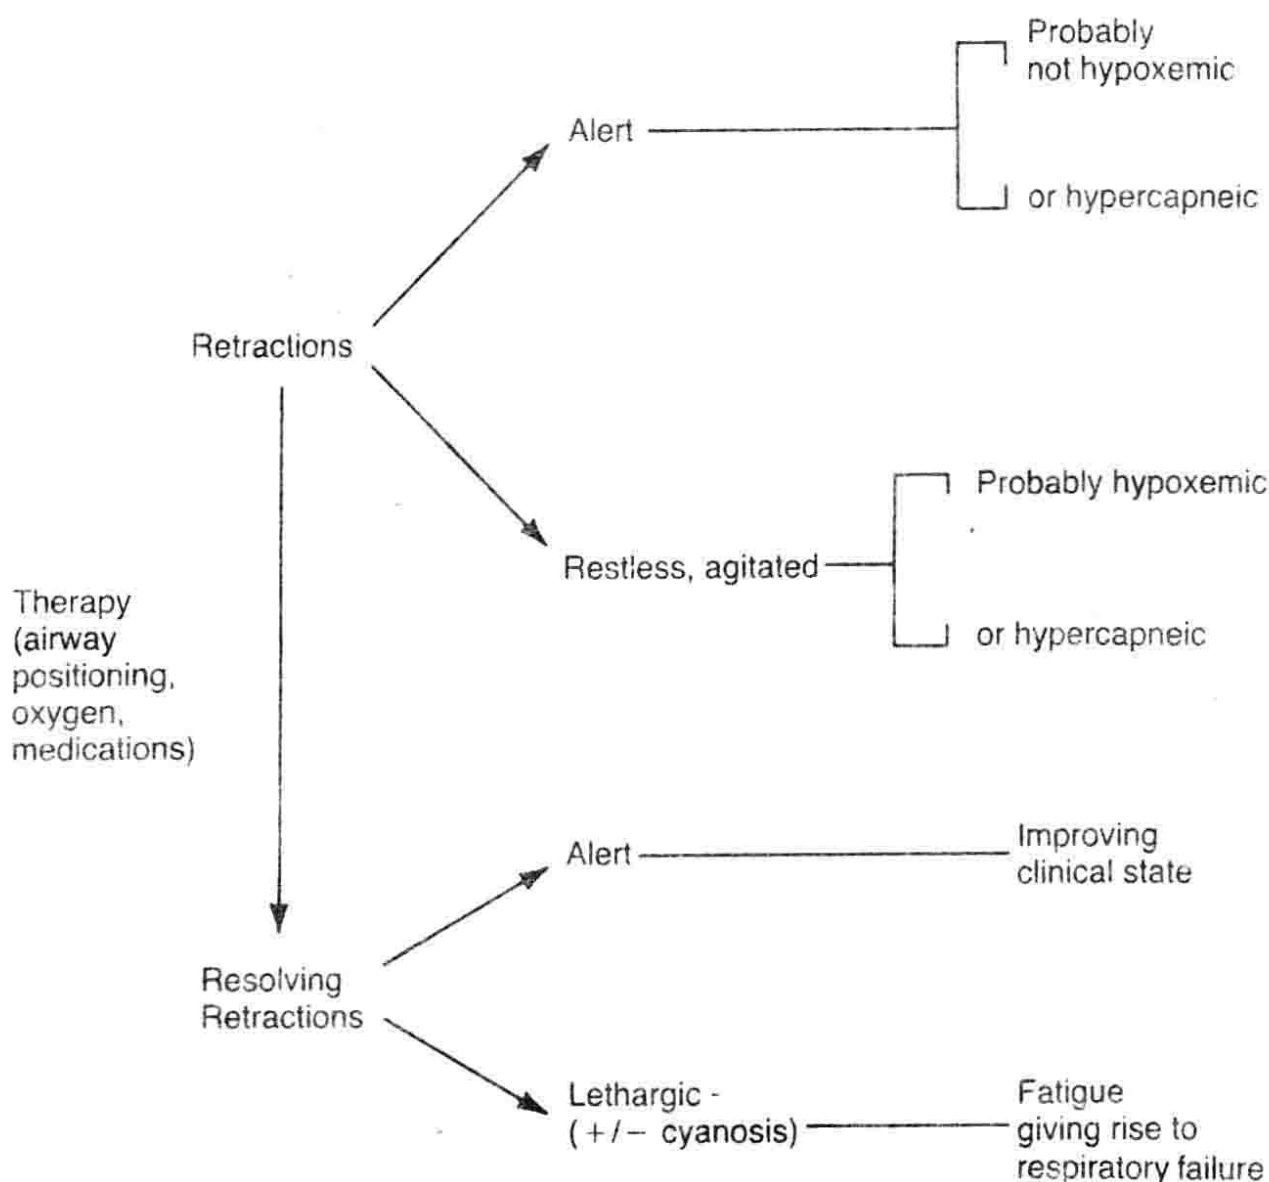 Probably
not hypoxemic
Alert
or hypercapneic
Retractions
Probably hypoxemic
Restless, agitated
or hypercapneic
Therapy
(airway
positioning,
oxygen,
medications)
Alert
Improving
clinical state
Resolving
Retractions
Lethargic -
(+/- cyanosis)
Fatigue
giving rise to
respiratory failure